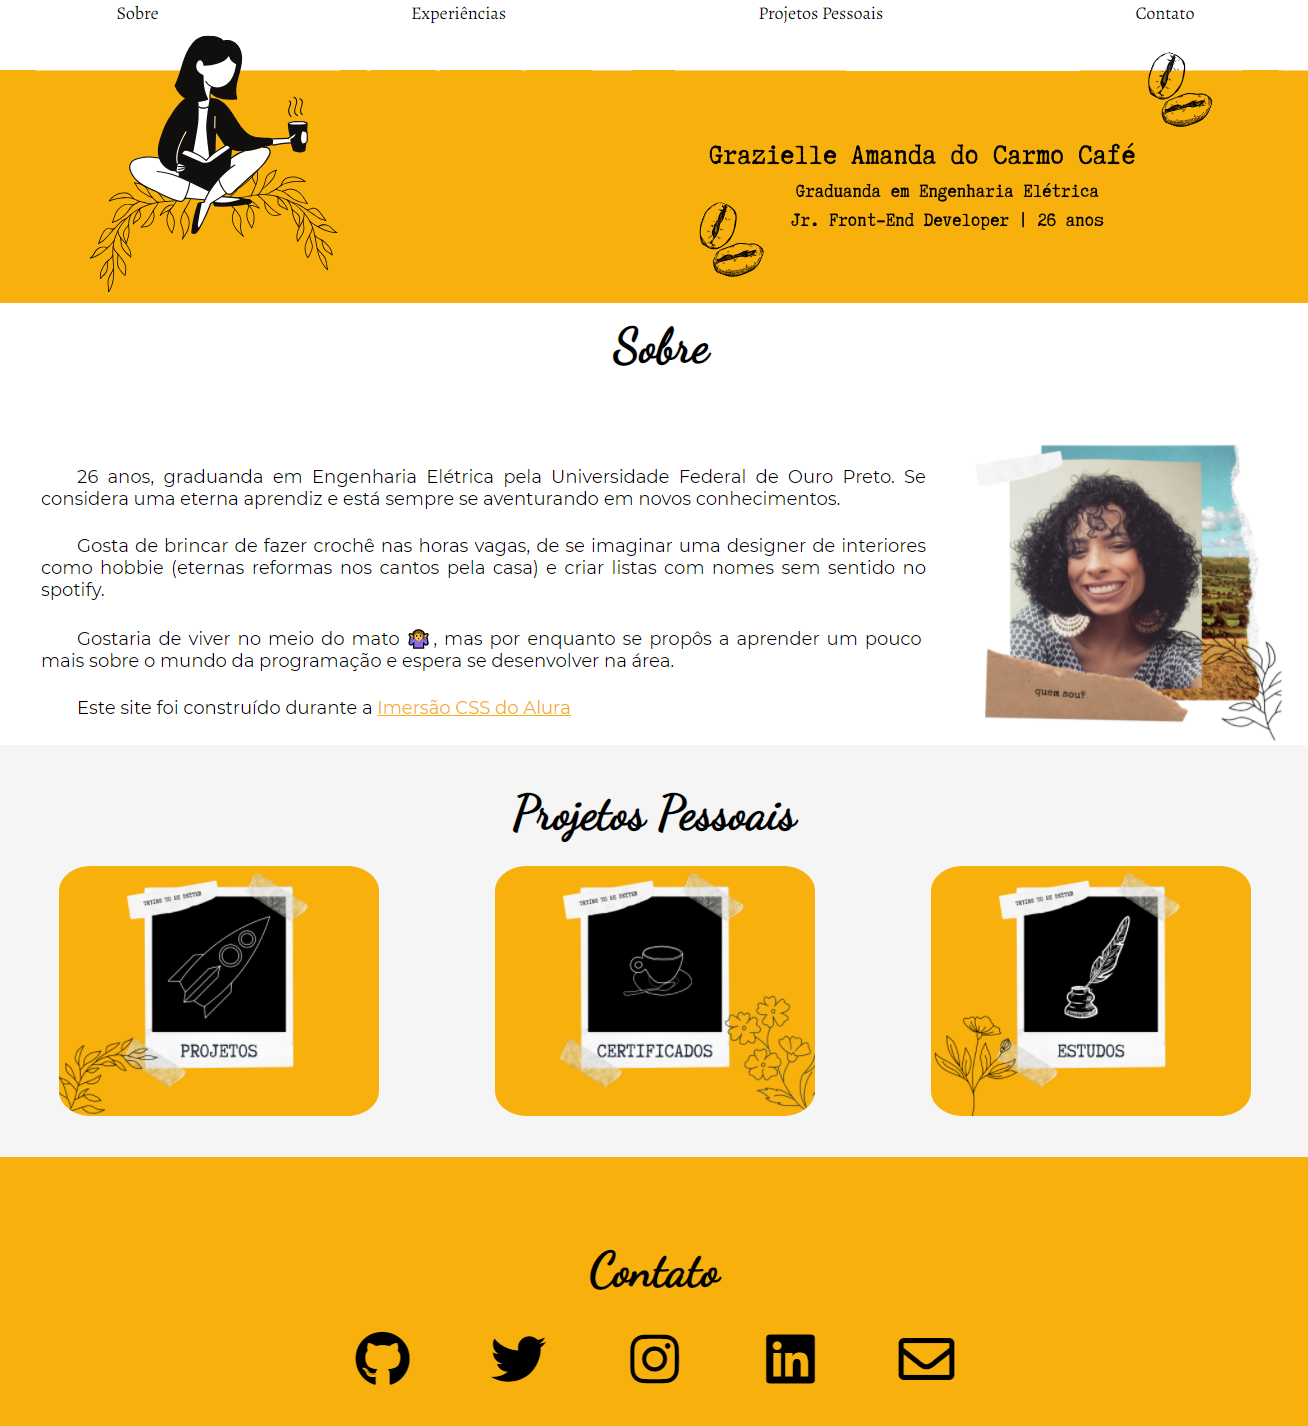 Sobre
Experiências
Projetos Pessoais
Contato
Grazielle Amanda do Carmo Café
Graduanda em Engenharia Elétrica
Jr. Front-End Developer | 26 anos
Sobre
26 anos, graduanda em Engenharia Elétrica pela Universidade Federal de Ouro Preto. Se
considera uma eterna aprendiz e está sempre se aventurando em novos conhecimentos.
Gosta de brincar de fazer crochê nas horas vagas, de se imaginar uma designer de interiores
como hobbie (eternas reformas nos cantos pela casa) e criar listas com nomes sem sentido no
spotify.
Gostaria de viver no meio do mato 🤷🏽‍♀️, mas por enquanto se propôs a aprender um pouco
mais sobre o mundo da programação e espera se desenvolver na área.
Este site foi construído durante a Imersão CSS do Alura
quem sou?
Projetos Pessoais
TRYING TO BE BETTER
PROJETOS
TRYING TO BE BETTER
CERTIFICADOS
TRYING TO BE BETTER
ESTUDOS
Contato
in